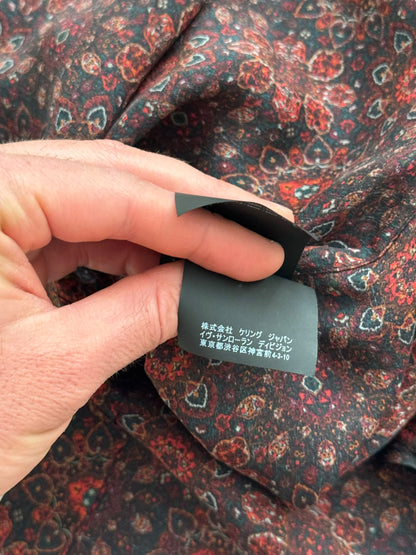 株式会社 ケリング ジャパン
イヴ・サンローラン ディビジョン
東京都渋谷区神宮前4-3-10